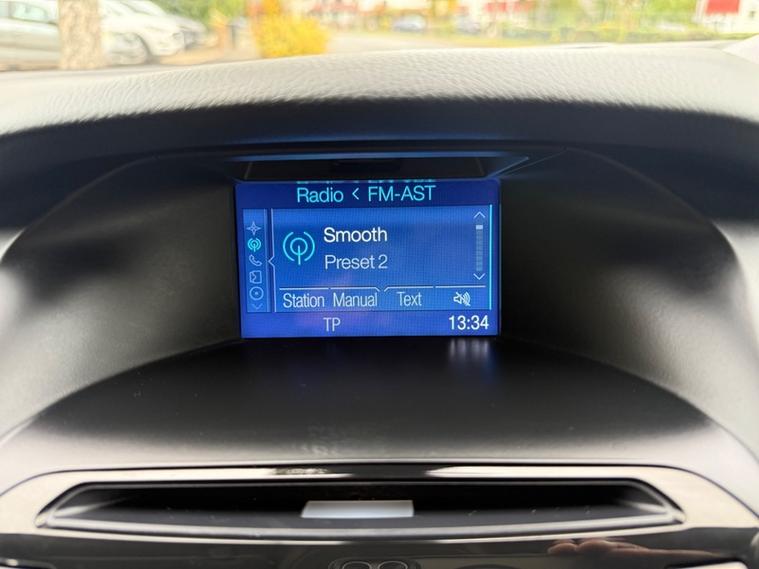 Radio < FM-AST
Smooth
Preset 2
Station Manual Text
TP 13:34